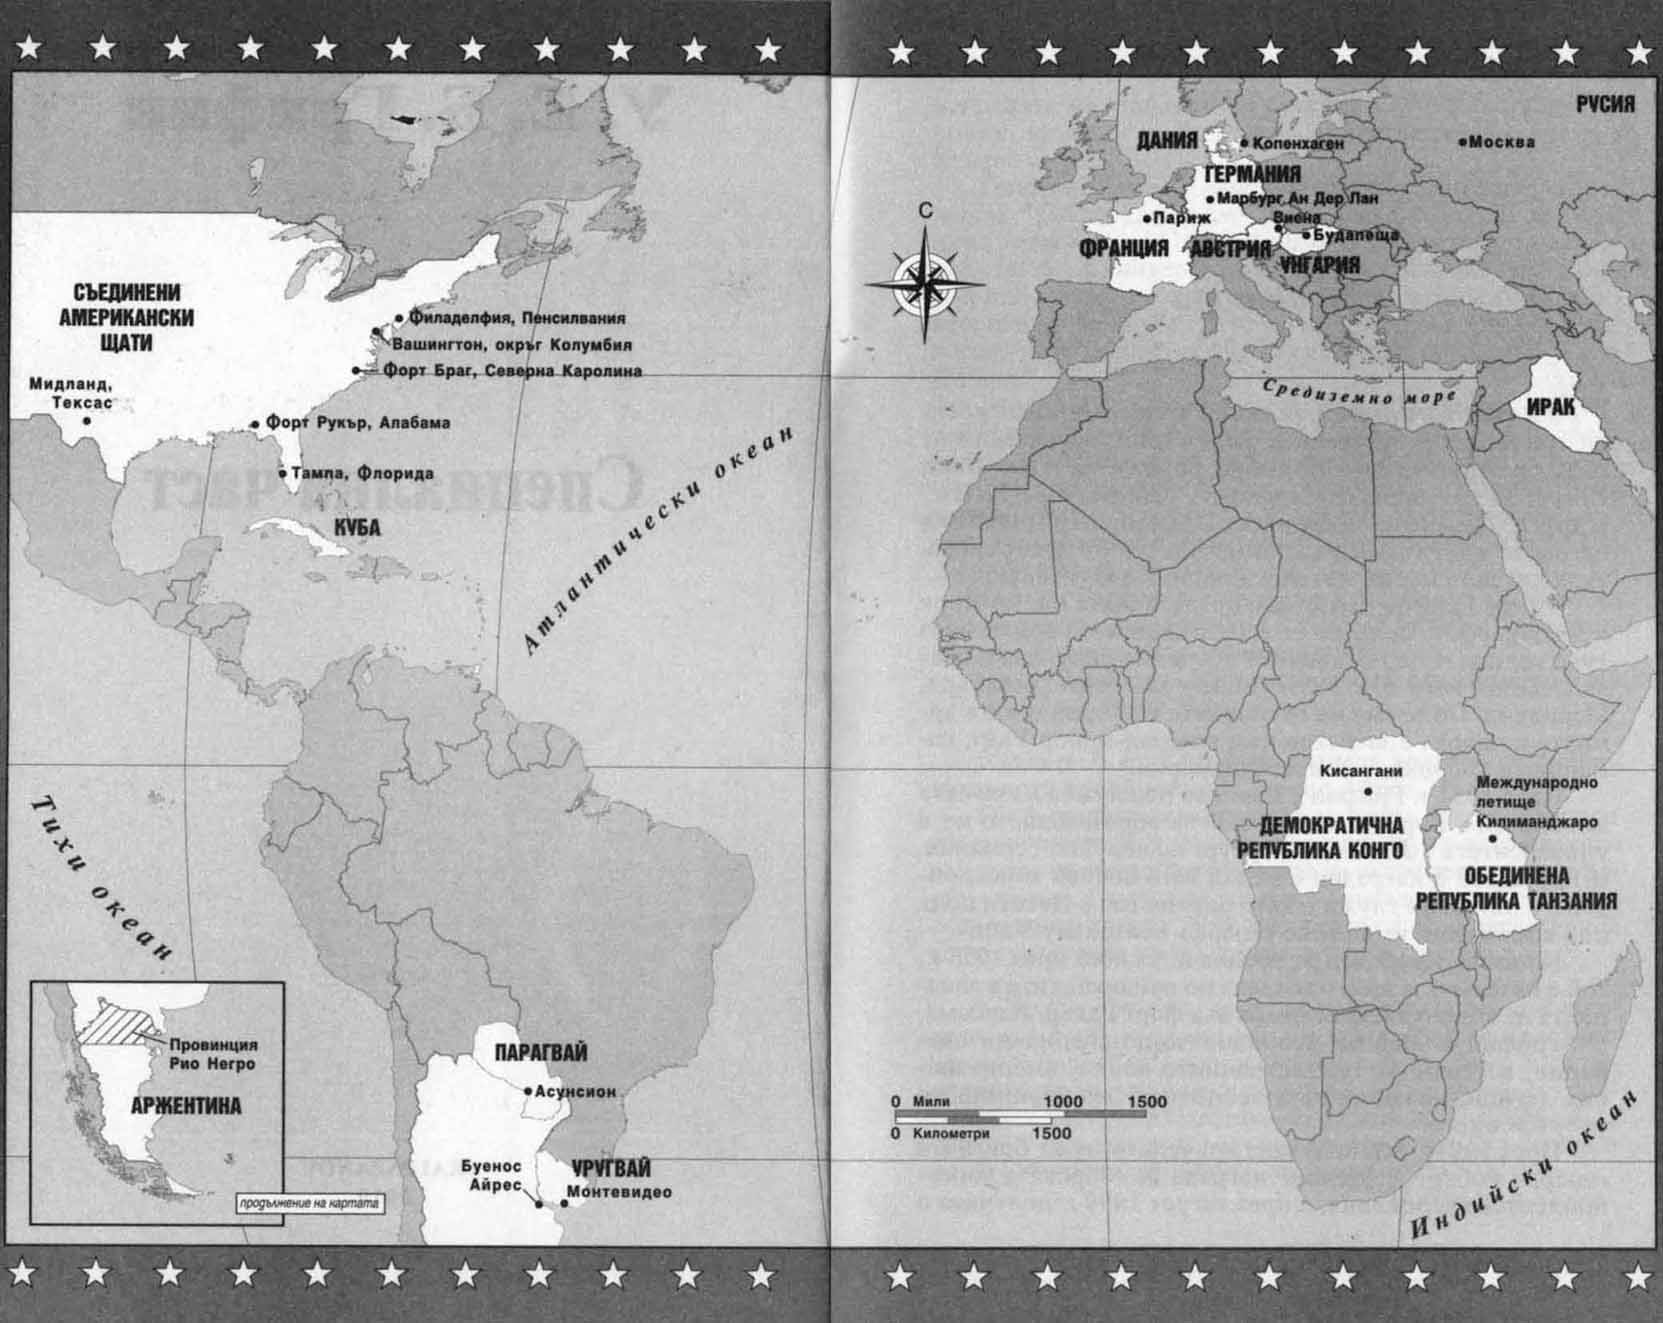 СЪЕДИНЕНИ
АМЕРИКАНСКИ
ЩАТИ
Мидланд,
Тексас
Филаделфия, Пенсилвания
Вашингтон, окръг Колумбия
Форт Браг, Северна Каролина
Форт Рукър, Алабама
Тампа, Флорида
КУБА
Атлантически океан
Тихи океан
Провинция
Рио Негро
АРЖЕНТИНА
продължение на картата
ПАРАГВАЙ
Асунсион
Буенос
Айрес
УРУГВАЙ
Монтевидео
РУСИЯ
Москва
ДАНИЯ
Копенхаген
ГЕРМАНИЯ
Марбург Ан Дер Лан
Париж
Виена
Будапеща
ФРАНЦИЯ
АВСТРИЯ
УНГАРИЯ
С
Средиземно море
ИРАК
Кисангани
ДЕМОКРАТИЧНА
РЕПУБЛИКА КОНГО
Международно
летище
Килиманджаро
ОБЕДИНЕНА
РЕПУБЛИКА ТАНЗАНИЯ
0 Мили 1000 1500
0 Километри 1500
Индийски океан